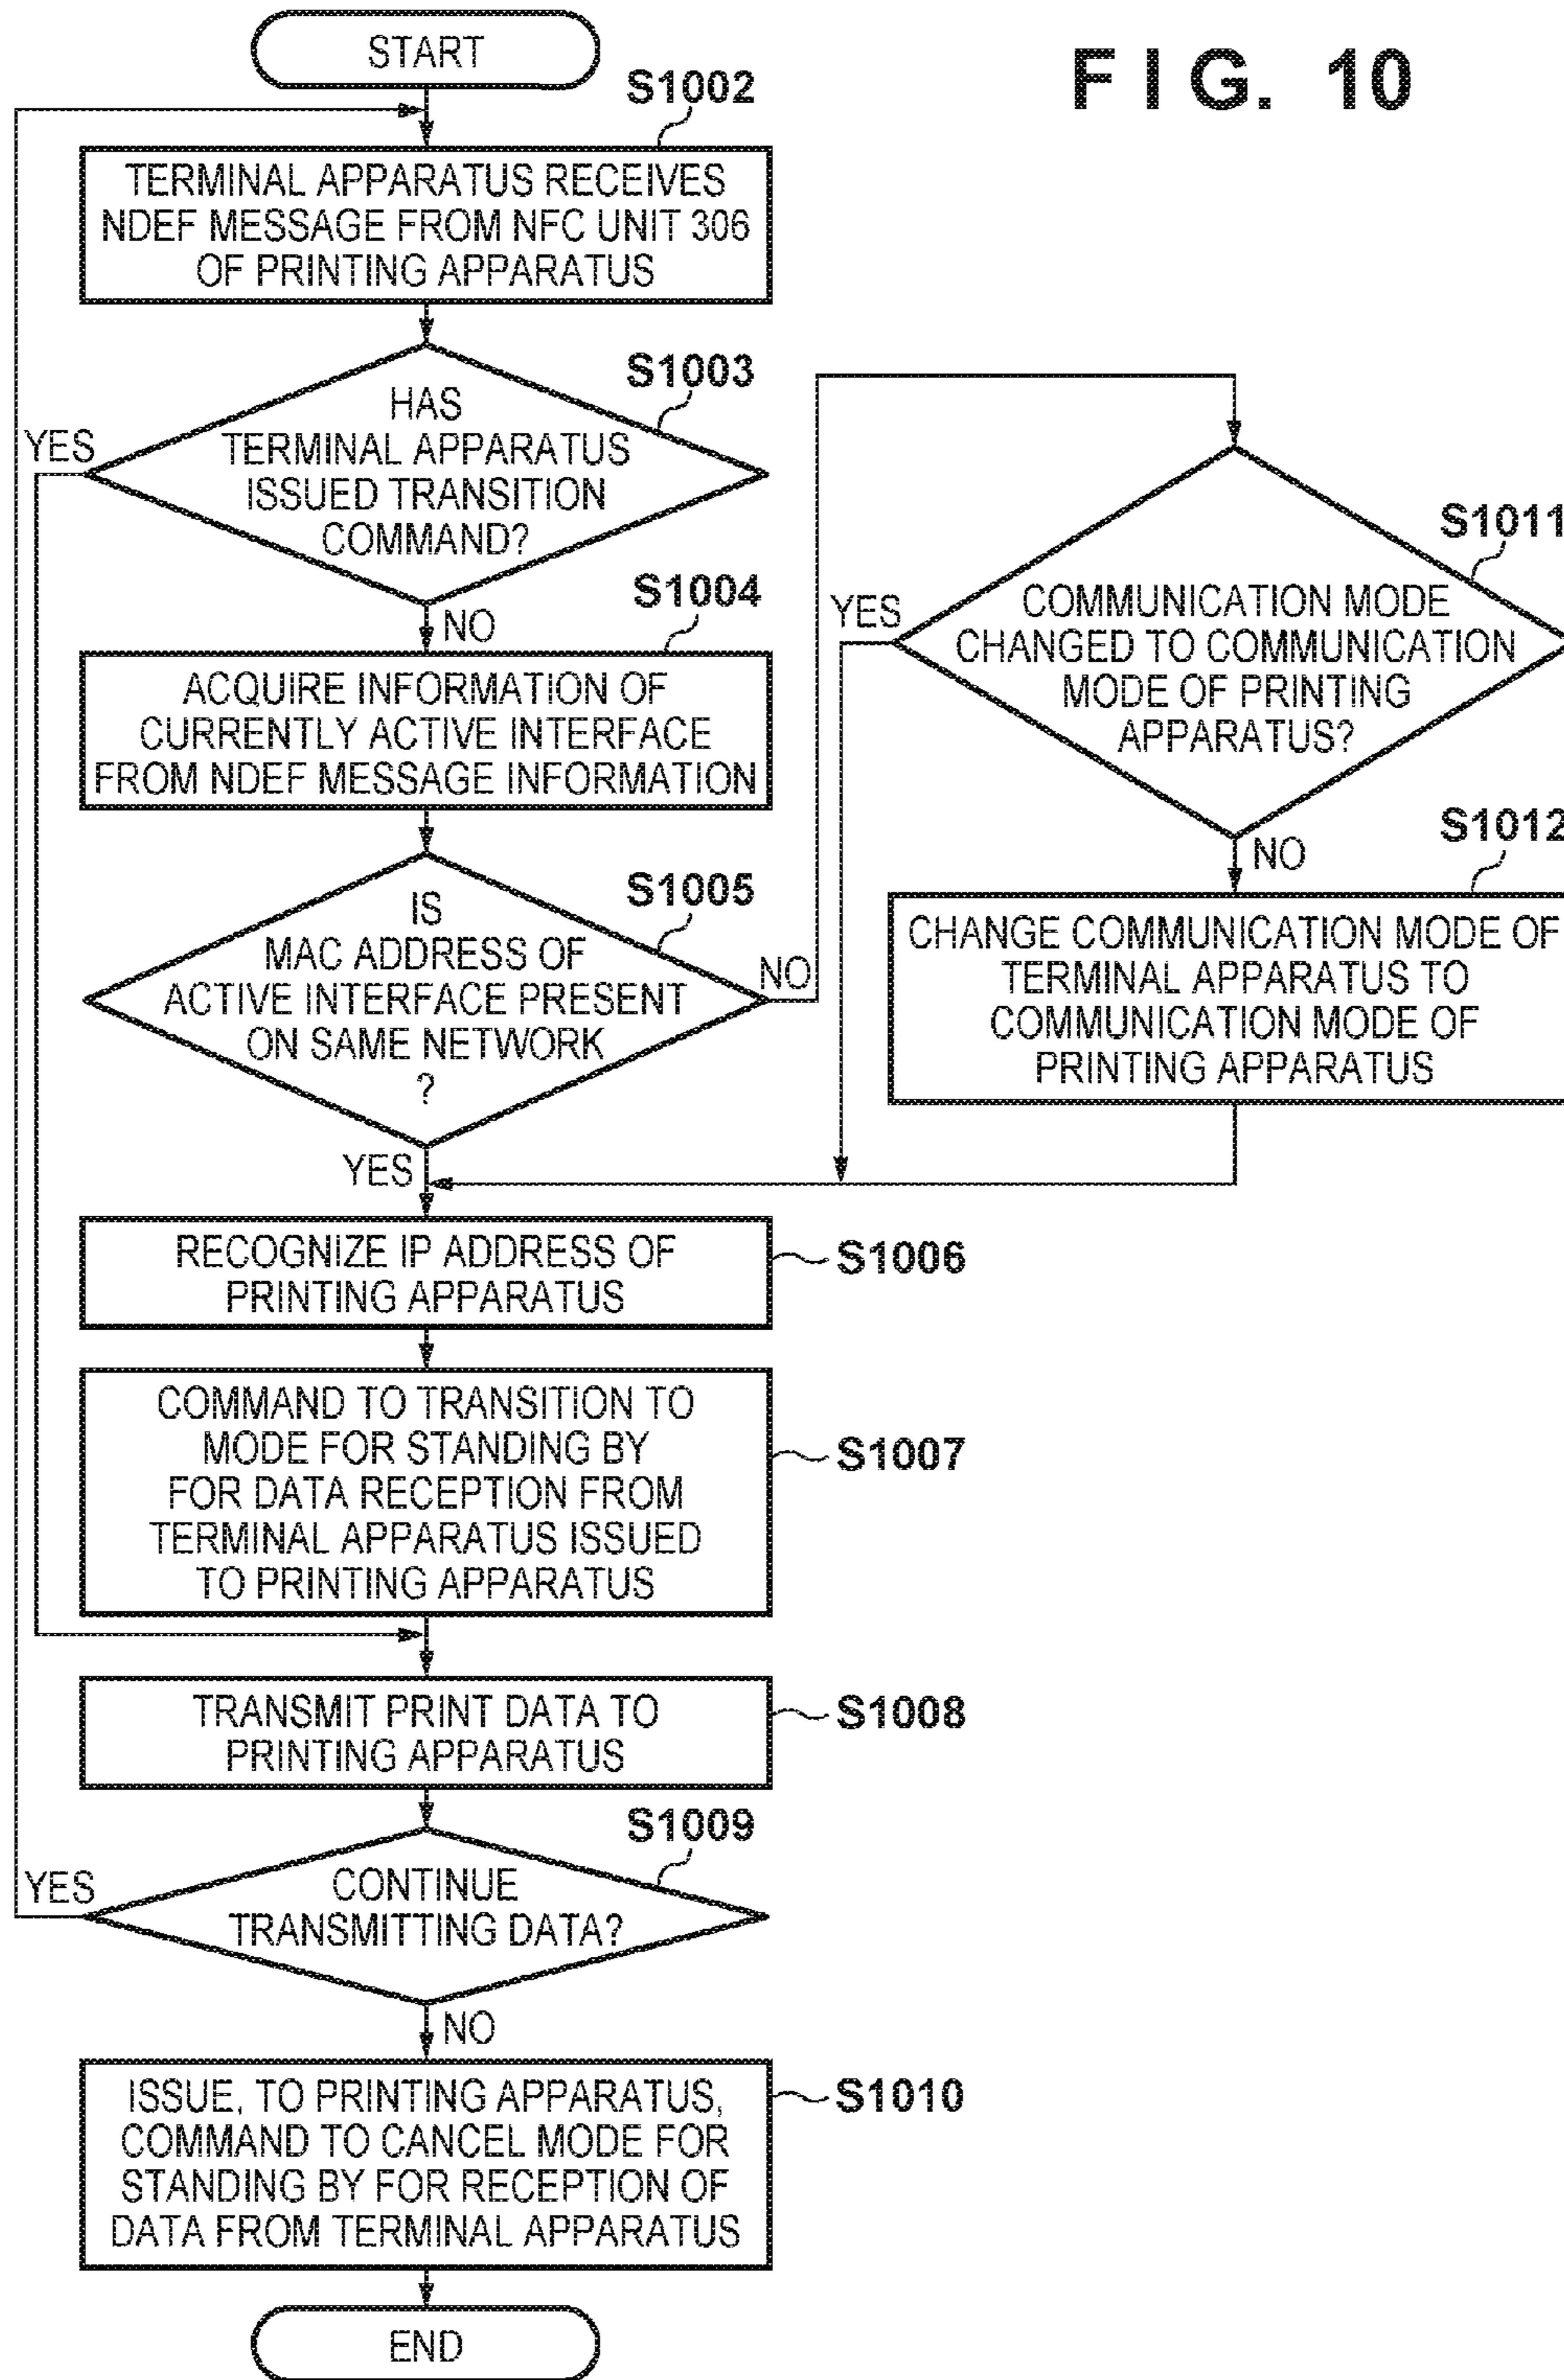 FIG. 10
START
S1002
TERMINAL APPARATUS RECEIVES
NDEF MESSAGE FROM NFC UNIT 306
OF PRINTING APPARATUS
S1003
HAS
TERMINAL APPARATUS
ISSUED TRANSITION
COMMAND?
YES
NO
S1004
ACQUIRE INFORMATION OF
CURRENTLY ACTIVE INTERFACE
FROM NDEF MESSAGE INFORMATION
S1005
IS
MAC ADDRESS OF
ACTIVE INTERFACE PRESENT
ON SAME NETWORK
?
NO
YES
S1011
COMMUNICATION MODE
CHANGED TO COMMUNICATION
MODE OF PRINTING
APPARATUS?
YES
NO
S1012
CHANGE COMMUNICATION MODE OF
TERMINAL APPARATUS TO
COMMUNICATION MODE OF
PRINTING APPARATUS
RECOGNIZE IP ADDRESS OF
PRINTING APPARATUS
S1006
COMMAND TO TRANSITION TO
MODE FOR STANDING BY
FOR DATA RECEPTION FROM
TERMINAL APPARATUS ISSUED
TO PRINTING APPARATUS
S1007
TRANSMIT PRINT DATA TO
PRINTING APPARATUS
S1008
S1009
CONTINUE
TRANSMITTING DATA?
YES
NO
ISSUE, TO PRINTING APPARATUS,
COMMAND TO CANCEL MODE FOR
STANDING BY FOR RECEPTION OF
DATA FROM TERMINAL APPARATUS
S1010
END